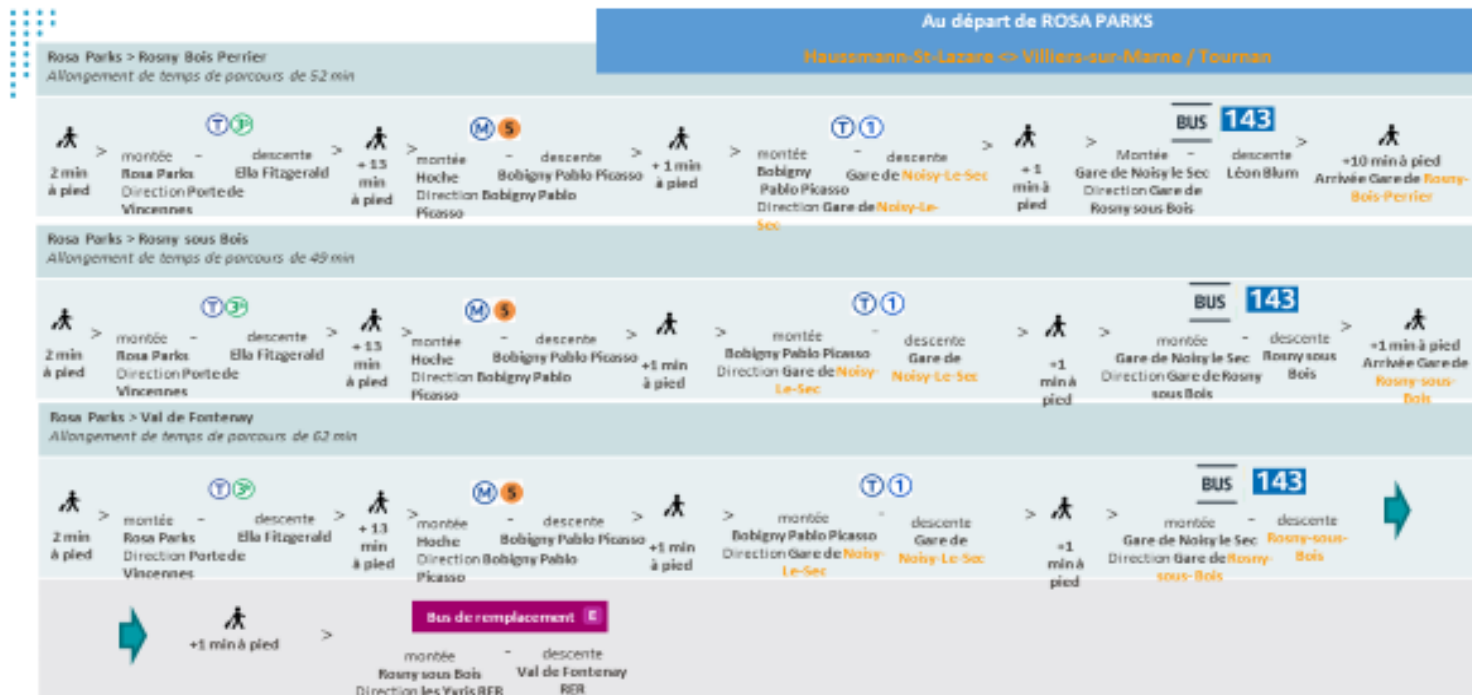 Au départ de ROSA PARKS
Haussmann-St-Lazare <> Villiers-sur-Marne / Tournan
Rosa Parks > Rosny Bois Perrier
Allongement de temps de parcours de 52 min
2 min
à pied
>
T 3b
montée - descente
Rosa Parks Ella Fitzgerald
Direction Porte de
Vincennes
>
+ 13
min
à pied
>
M 5
montée - descente
Hoche Bobigny Pablo Picasso
Direction Bobigny Pablo
Picasso
>
+ 1 min
à pied
>
T 1
montée - descente
Bobigny Gare de Noisy-Le-Sec
Pablo Picasso
Direction Gare de Noisy-Le-
Sec
>
+ 1
min à
pied
>
BUS 143
Montée - descente
Gare de Noisy le Sec Léon Blum
Direction Gare de
Rosny sous Bois
>
+10 min à pied
Arrivée Gare de Rosny-
Bois-Perrier
Rosa Parks > Rosny sous Bois
Allongement de temps de parcours de 49 min
2 min
à pied
>
T 3b
montée - descente
Rosa Parks Ella Fitzgerald
Direction Porte de
Vincennes
>
+ 13
min
à pied
>
M 5
montée - descente
Hoche Bobigny Pablo Picasso
Direction Bobigny Pablo
Picasso
>
+1 min
à pied
>
T 1
montée - descente
Bobigny Pablo Picasso Gare de
Direction Gare de Noisy- Noisy-Le-Sec
Le-Sec
>
+1
min à
pied
>
BUS 143
montée - descente
Gare de Noisy le Sec Rosny sous
Direction Gare de Rosny Bois
sous Bois
>
+1 min à pied
Arrivée Gare de
Rosny-sous-
Bois
Rosa Parks > Val de Fontenay
Allongement de temps de parcours de 62 min
2 min
à pied
>
T 3b
montée - descente
Rosa Parks Ella Fitzgerald
Direction Porte de
Vincennes
>
+ 13
min
à pied
>
M 5
montée - descente
Hoche Bobigny Pablo Picasso
Direction Bobigny Pablo
Picasso
>
+1 min
à pied
>
T 1
montée - descente
Bobigny Pablo Picasso Gare de
Direction Gare de Noisy- Noisy-Le-Sec
Le-Sec
>
+1
min à
pied
>
BUS 143
montée - descente
Gare de Noisy le Sec Rosny-sous-
Direction Gare de Rosny- Bois
sous-Bois
+1 min à pied
>
Bus de remplacement E
montée - descente
Rosny sous Bois Val de Fontenay
Direction les Yvris RER RER